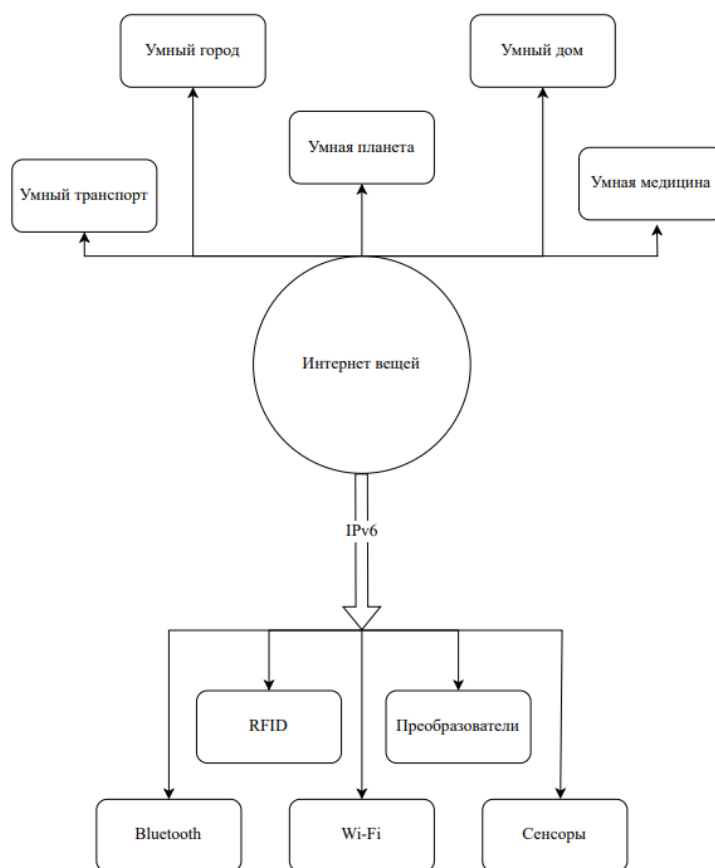 Умный город
Умный дом
Умная планета
Умный транспорт
Умная медицина
Интернет вещей
IPv6
RFID
Преобразователи
Bluetooth
Wi-Fi
Сенсоры